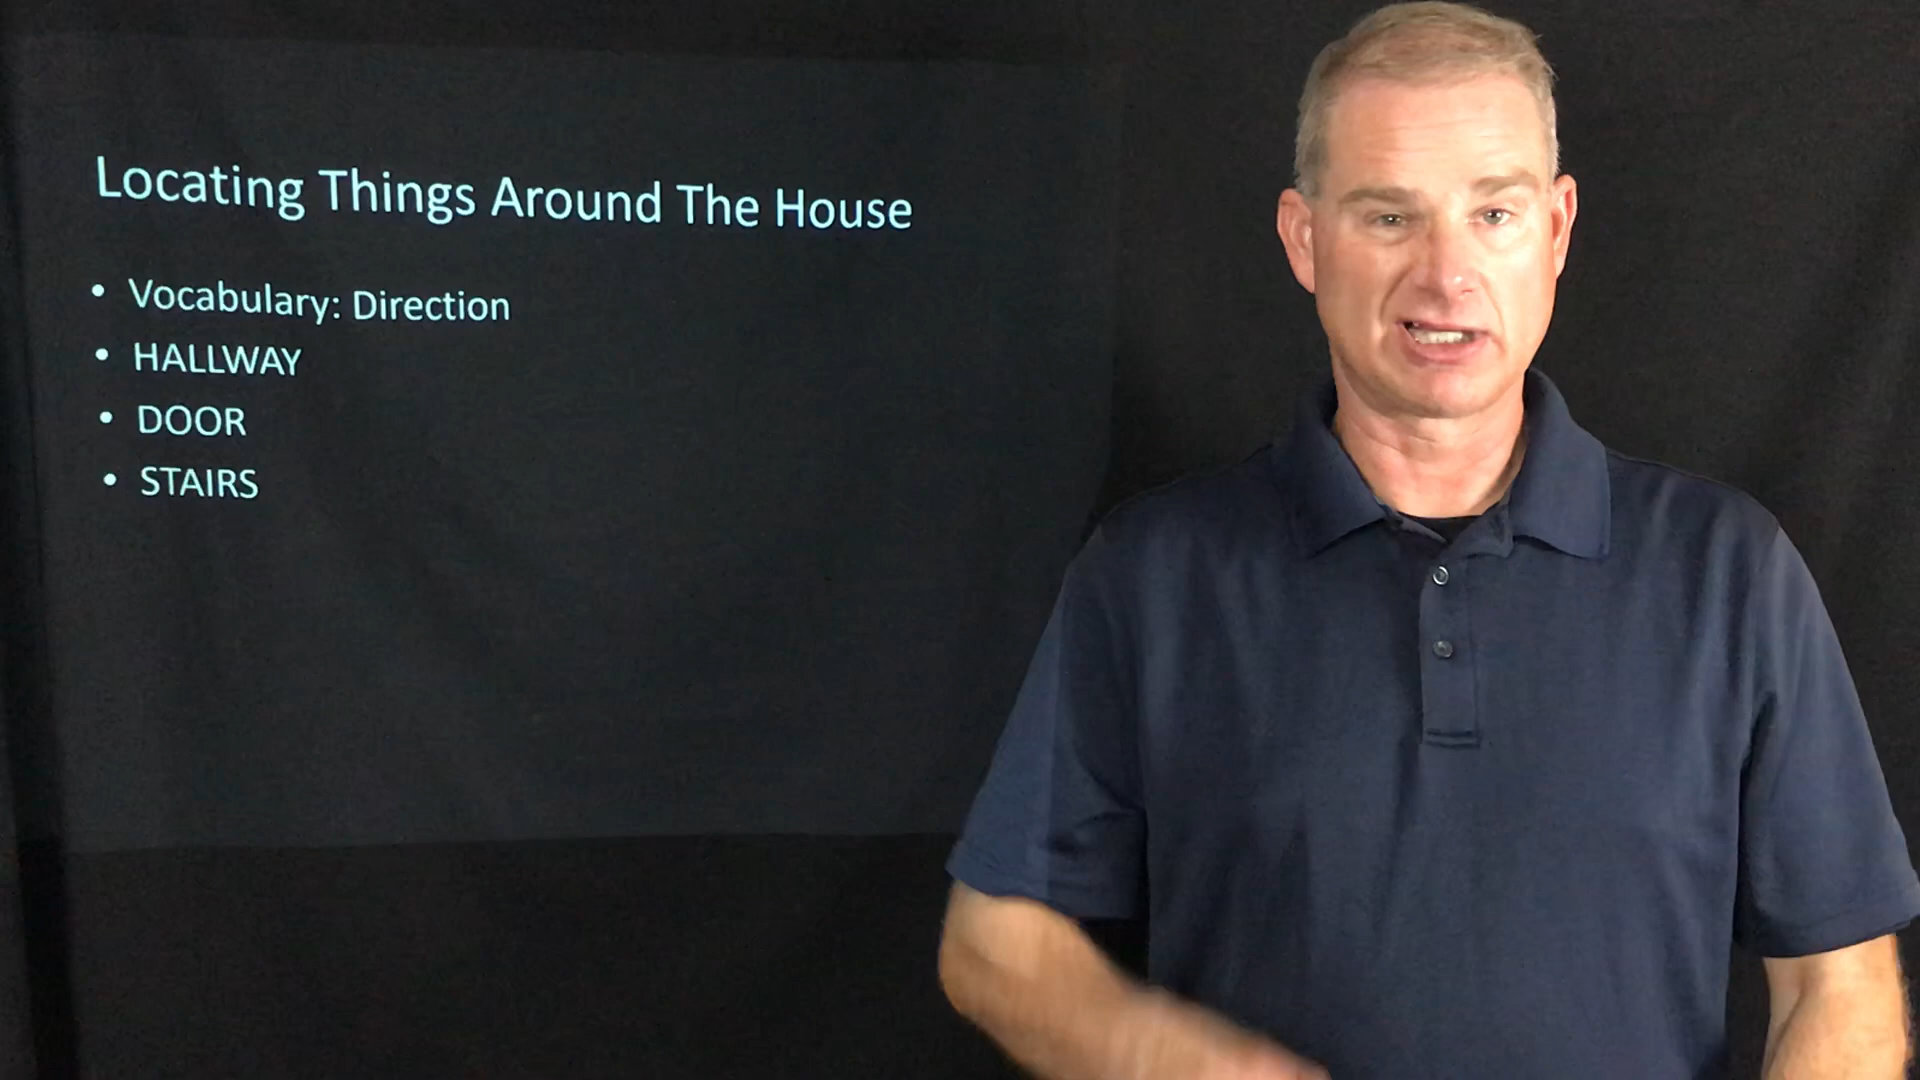 Locating Things Around The House
• Vocabulary: Direction
• HALLWAY
• DOOR
• STAIRS